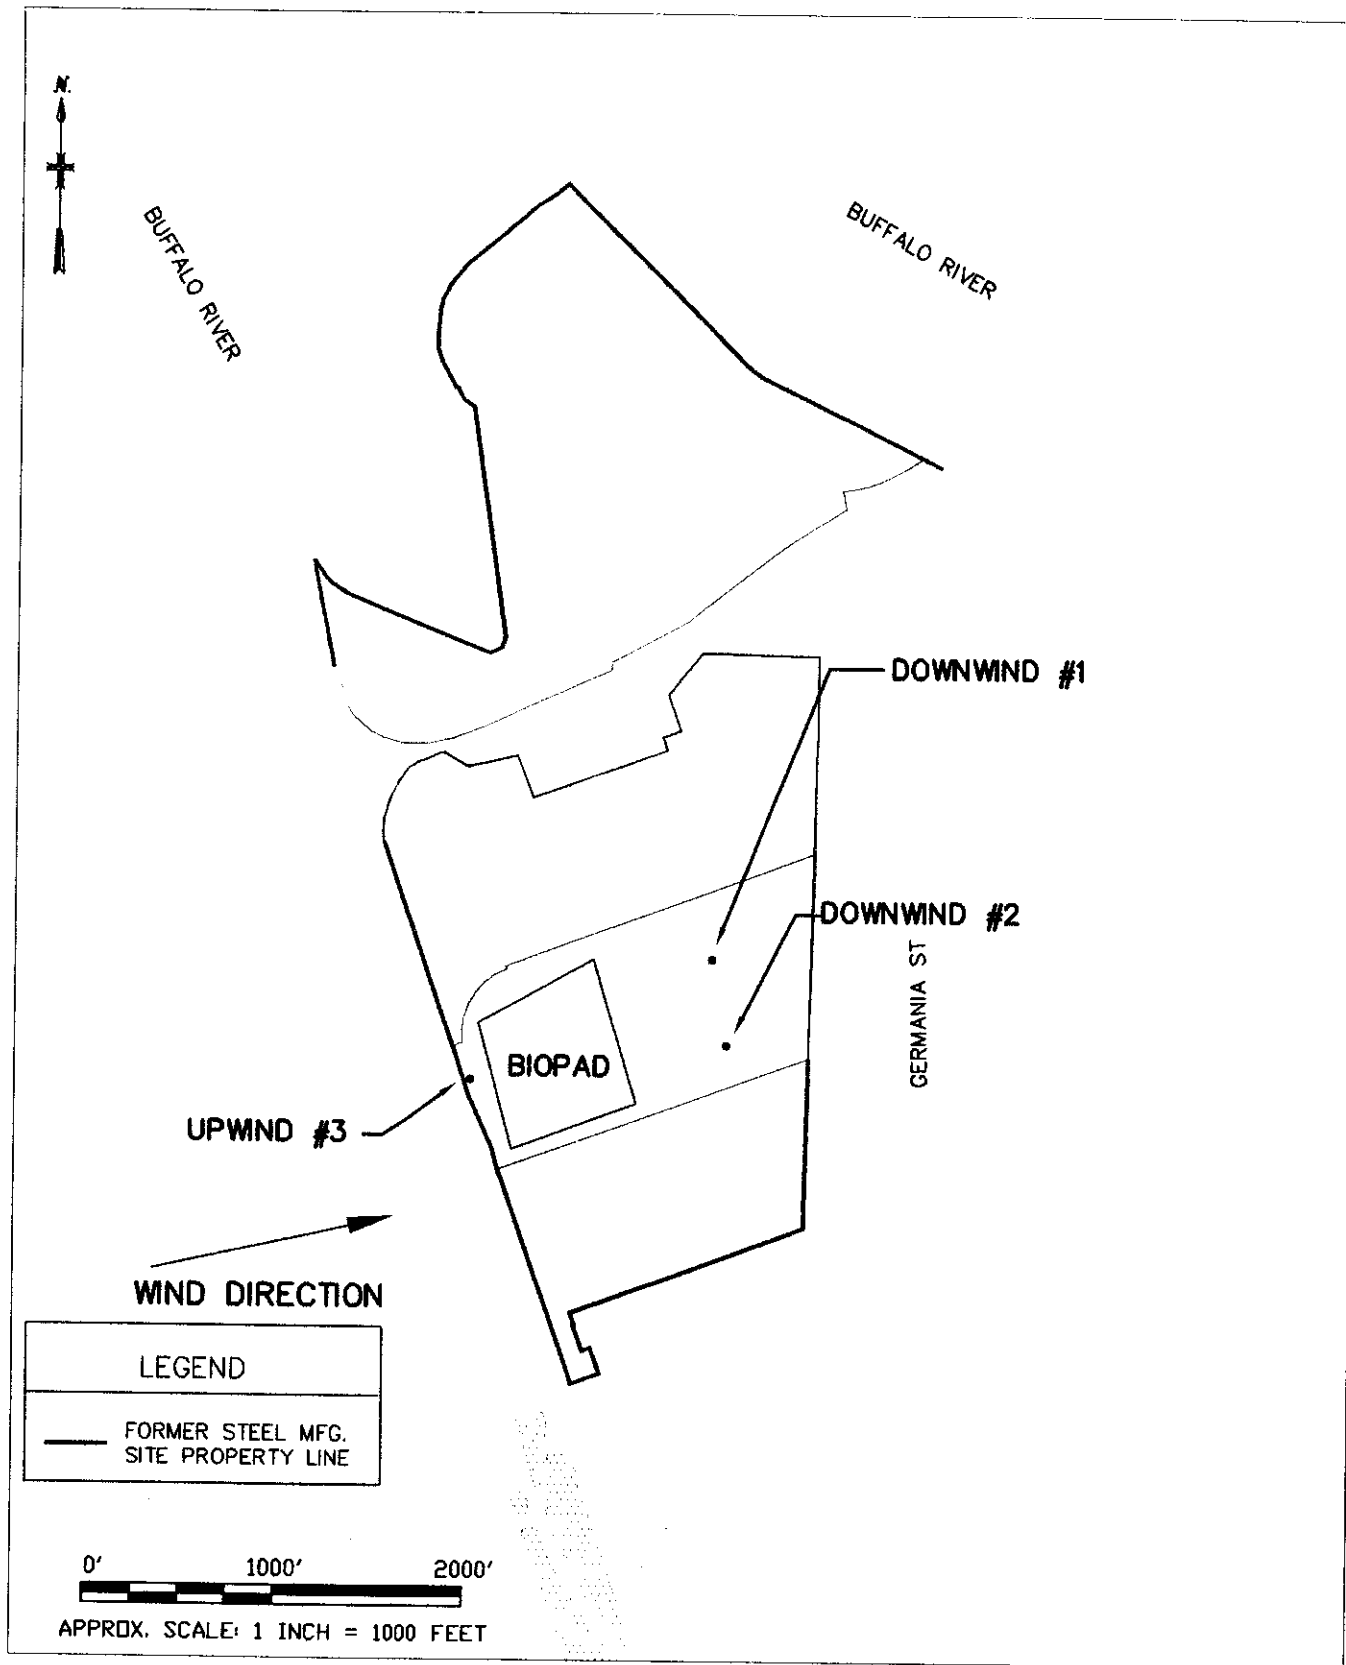 N
BUFFALO RIVER
BUFFALO RIVER
DOWNWIND #1
DOWNWIND #2
GERMANIA ST
BIOPAD
UPWIND #3
WIND DIRECTION
LEGEND
FORMER STEEL MFG.
SITE PROPERTY LINE
0' 1000' 2000'
APPROX. SCALE: 1 INCH = 1000 FEET